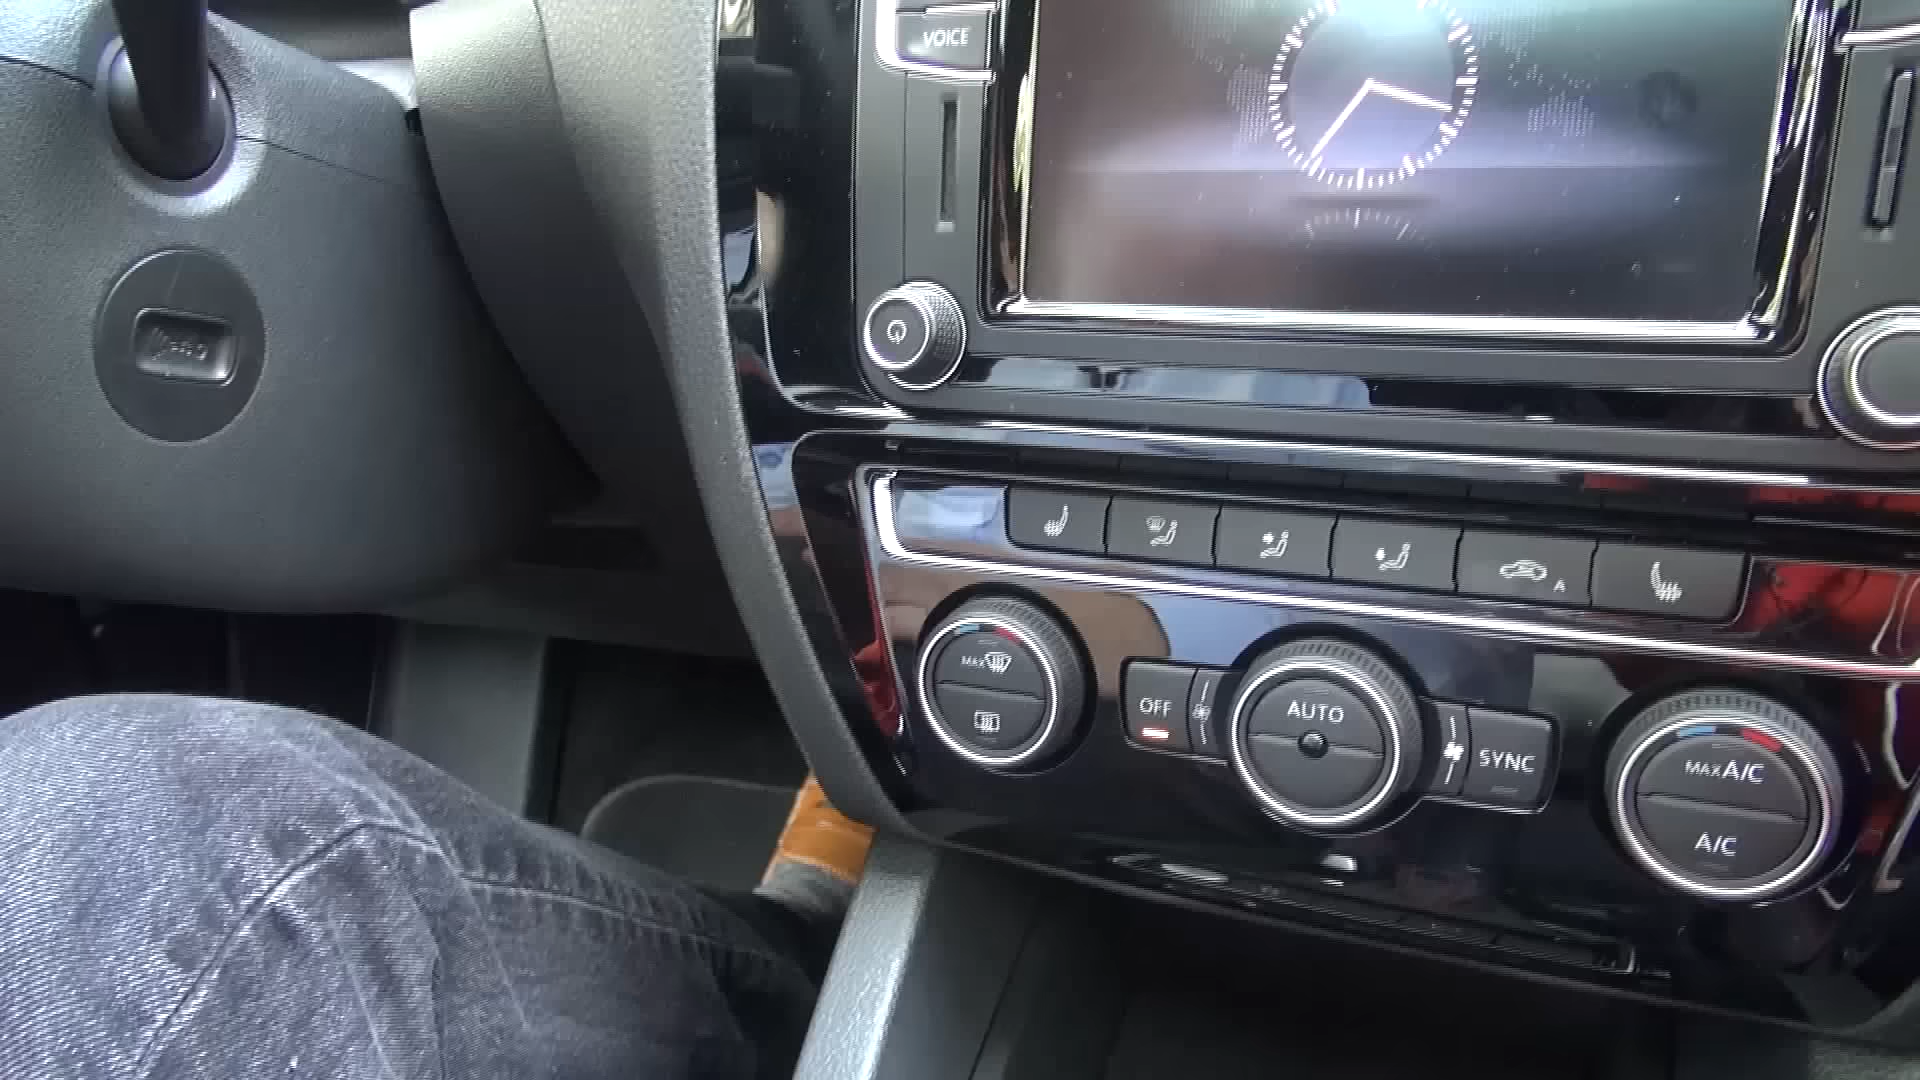 VOICE
A
MAX
OFF
AUTO
SYNC
MAX A/C
A/C